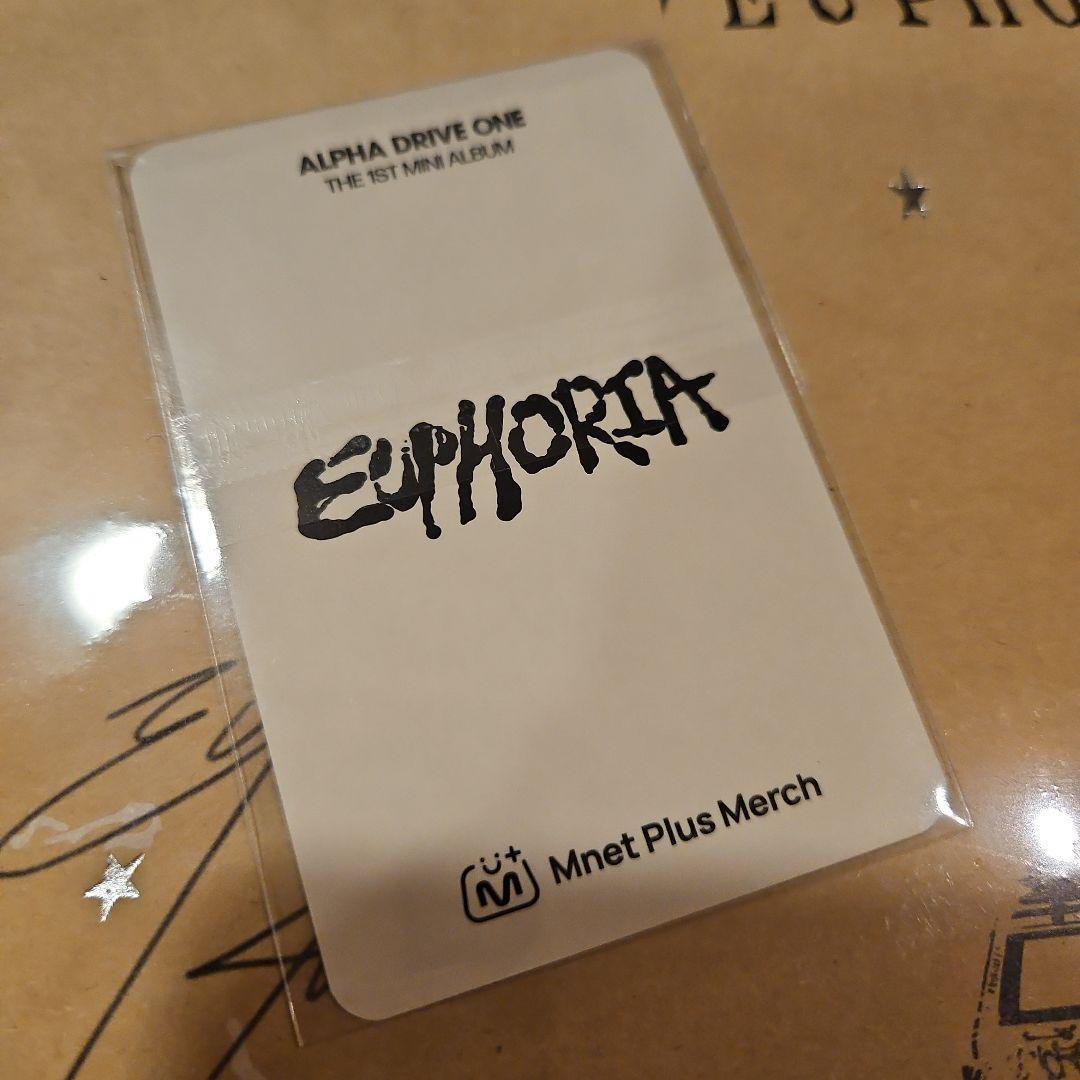 ALPHA DRIVE ONE
THE 1ST MINI ALBUM
EUPHORIA
Mnet Plus Merch